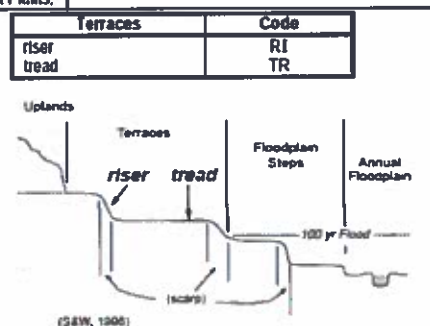 Terraces Code
riser RI
tread TR
Uplands
Terraces
Floodplain
Steps
Annual
Floodplain
riser tread
100 yr Flood
(scarp)
(S&W, 1996)